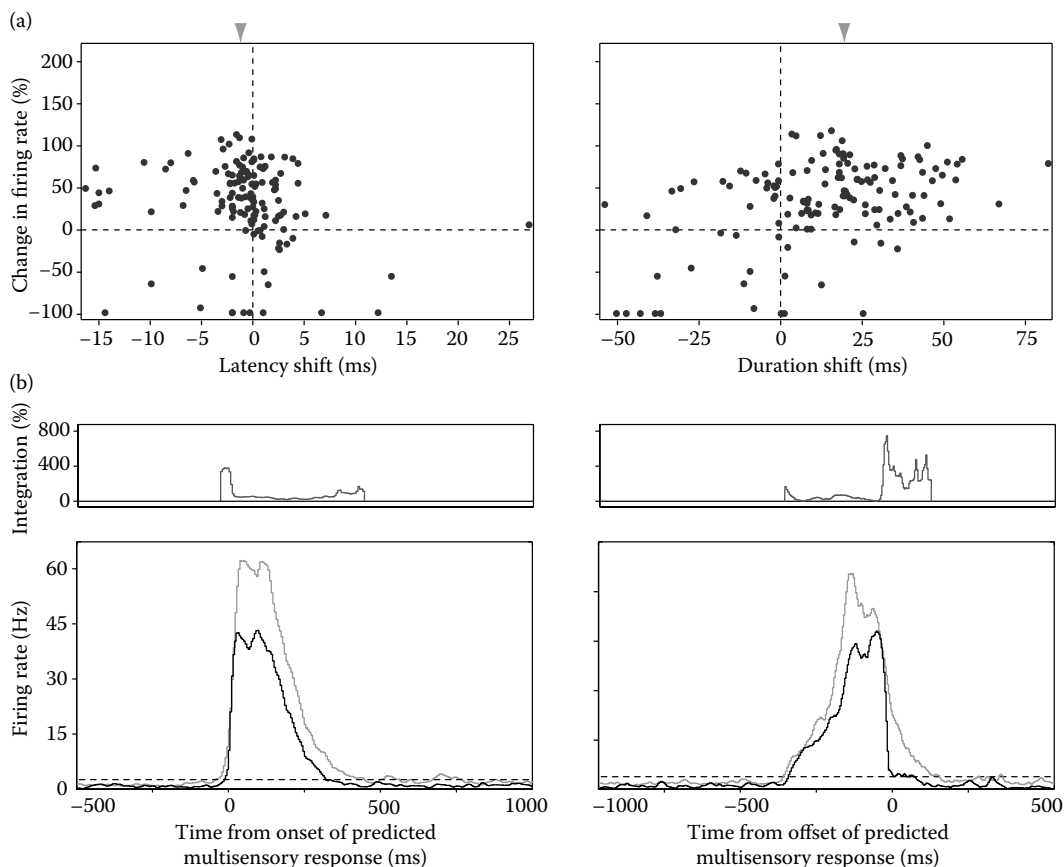 (a)
Change in firing rate (%)
200
150
100
50
0
−50
−100
−15 −10 −5 0 5 10 15 20 25
Latency shift (ms)
−50 −25 0 25 50 75
Duration shift (ms)
(b)
Integration (%)
800
400
0
Firing rate (Hz)
60
45
30
15
0
−500 0 500 1000
Time from onset of predicted
multisensory response (ms)
−1000 −500 0 500
Time from offset of predicted
multisensory response (ms)